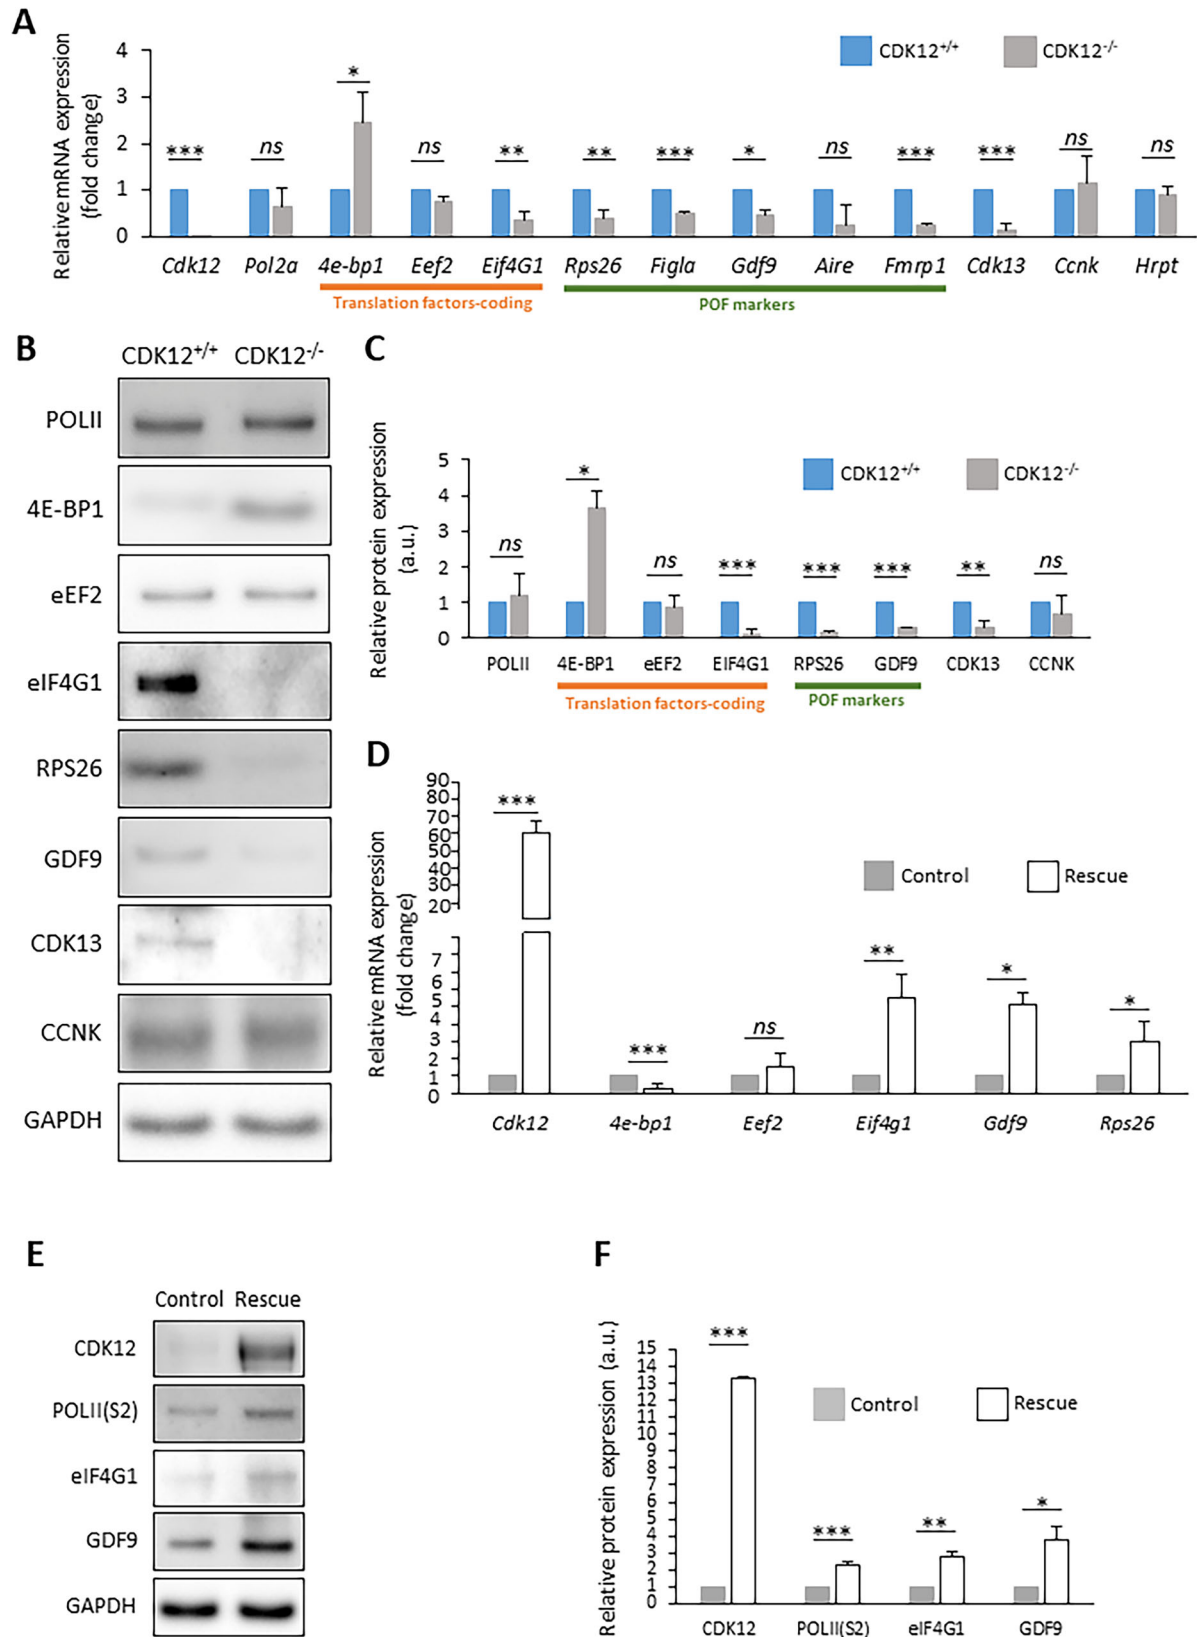 A
Relative mRNA expression
(fold change)
4
3
2
1
0
CDK12+/+
CDK12-/-
*** ns * ns ** ** *** * ns *** *** ns ns
Cdk12 Pol2a 4e-bp1 Eef2 Eif4G1 Rps26 Figla Gdf9 Aire Fmrp1 Cdk13 Ccnk Hrpt
Translation factors-coding
POF markers
B
CDK12+/+ CDK12-/-
POLII
4E-BP1
eEF2
eIF4G1
RPS26
GDF9
CDK13
CCNK
GAPDH
C
Relative protein expression
(a.u.)
5
4
3
2
1
0
CDK12+/+
CDK12-/-
ns * ns *** *** *** ** ns
POLII 4E-BP1 eEF2 EIF4G1 RPS26 GDF9 CDK13 CCNK
Translation factors-coding
POF markers
D
Relative mRNA expression
(fold change)
90
80
70
60
50
40
30
20
7
6
5
4
3
2
1
0
Control
Rescue
*** *** ns ** * *
Cdk12 4e-bp1 Eef2 Eif4g1 Gdf9 Rps26
E
Control Rescue
CDK12
POLII(S2)
eIF4G1
GDF9
GAPDH
F
Relative protein expression (a.u.)
15
14
13
12
11
10
9
8
7
6
5
4
3
2
1
0
Control
Rescue
*** *** ** *
CDK12 POLII(S2) eIF4G1 GDF9